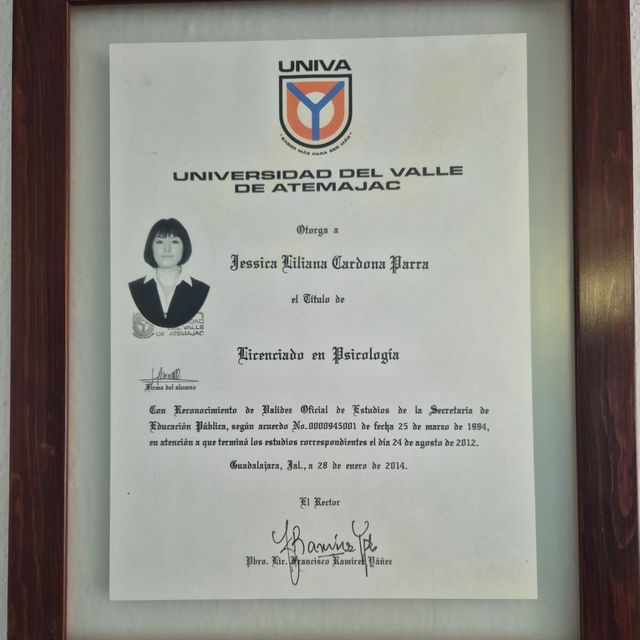 UNIVA
"SABER MÁS PARA SER MÁS"
UNIVERSIDAD DEL VALLE
DE ATEMAJAC
Otorga a
Jessica Liliana Cardona Parra
el Título de
DEL VALLE
DE ATEMAJAC
Licenciado en Psicología
Firma del alumno
Con Reconocimiento de Validez Oficial de Estudios de la Secretaría de
Educación Pública, según acuerdo No.0000945001 de fecha 25 de marzo de 1994,
en atención a que terminó los estudios correspondientes el día 24 de agosto de 2012.
Guadalajara, Jal., a 28 de enero de 2014.
El Rector
Pbro. Lic. Francisco Ramírez Yáñez